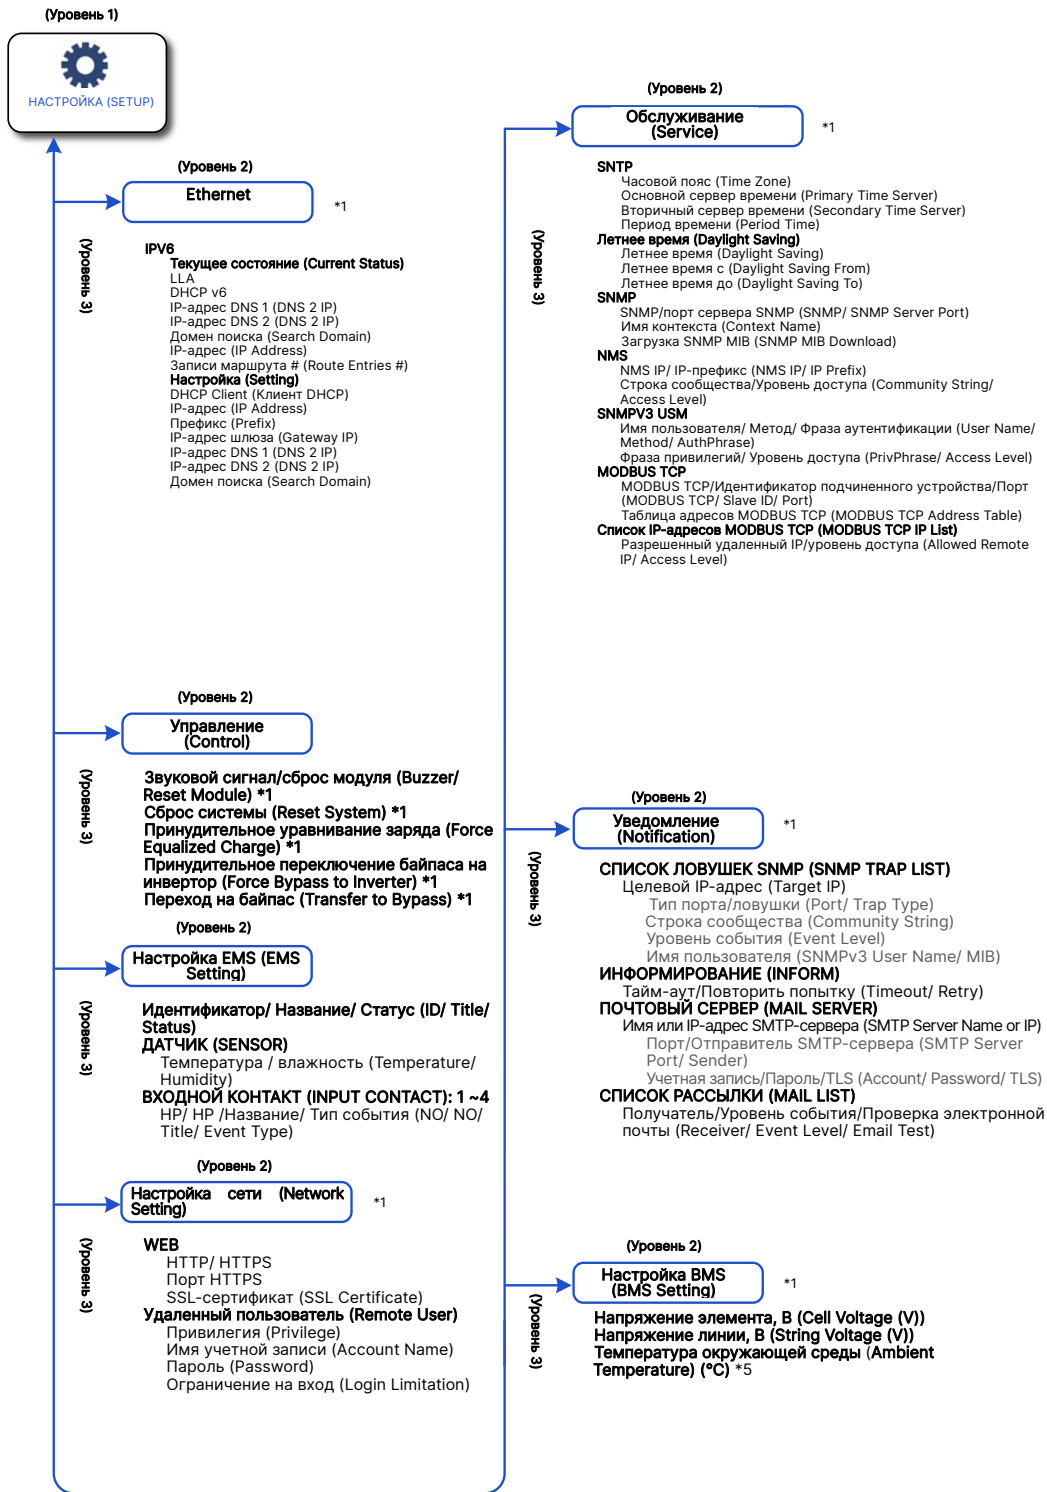 (Уровень 1)
НАСТРОЙКА (SETUP)
(Уровень 2)
Ethernet
*1
(Уровень 3)
IPV6
Текущее состояние (Current Status)
LLA
DHCP v6
IP-адрес DNS 1 (DNS 2 IP)
IP-адрес DNS 2 (DNS 2 IP)
Домен поиска (Search Domain)
IP-адрес (IP Address)
Записи маршрута # (Route Entries #)
Настройка (Setting)
DHCP Client (Клиент DHCP)
IP-адрес (IP Address)
Префикс (Prefix)
IP-адрес шлюза (Gateway IP)
IP-адрес DNS 1 (DNS 2 IP)
IP-адрес DNS 2 (DNS 2 IP)
Домен поиска (Search Domain)
(Уровень 2)
Управление
(Control)
(Уровень 3)
Звуковой сигнал/сброс модуля (Buzzer/
Reset Module) *1
Сброс системы (Reset System) *1
Принудительное уравнивание заряда (Force
Equalized Charge) *1
Принудительное переключение байпаса на
инвертор (Force Bypass to Inverter) *1
Переход на байпас (Transfer to Bypass) *1
(Уровень 2)
Настройка EMS (EMS
Setting)
(Уровень 3)
Идентификатор/ Название/ Статус (ID/ Title/
Status)
ДАТЧИК (SENSOR)
Температура / влажность (Temperature/
Humidity)
ВХОДНОЙ КОНТАКТ (INPUT CONTACT): 1 ~4
НР/ НР /Название/ Тип события (NO/ NO/
Title/ Event Type)
(Уровень 2)
Настройка сети (Network
Setting)
*1
(Уровень 3)
WEB
HTTP/ HTTPS
Порт HTTPS
SSL-сертификат (SSL Certificate)
Удаленный пользователь (Remote User)
Привилегия (Privilege)
Имя учетной записи (Account Name)
Пароль (Password)
Ограничение на вход (Login Limitation)
(Уровень 2)
Обслуживание
(Service)
*1
(Уровень 3)
SNTP
Часовой пояс (Time Zone)
Основной сервер времени (Primary Time Server)
Вторичный сервер времени (Secondary Time Server)
Период времени (Period Time)
Летнее время (Daylight Saving)
Летнее время (Daylight Saving)
Летнее время с (Daylight Saving From)
Летнее время до (Daylight Saving To)
SNMP
SNMP/порт сервера SNMP (SNMP/ SNMP Server Port)
Имя контекста (Context Name)
Загрузка SNMP MIB (SNMP MIB Download)
NMS
NMS IP/ IP-префикс (NMS IP/ IP Prefix)
Строка сообщества/Уровень доступа (Community String/
Access Level)
SNMPV3 USM
Имя пользователя/ Метод/ Фраза аутентификации (User Name/
Method/ AuthPhrase)
Фраза привилегий/ Уровень доступа (PrivPhrase/ Access Level)
MODBUS TCP
MODBUS TCP/Идентификатор подчиненного устройства/Порт
(MODBUS TCP/ Slave ID/ Port)
Таблица адресов MODBUS TCP (MODBUS TCP Address Table)
Список IP-адресов MODBUS TCP (MODBUS TCP IP List)
Разрешенный удаленный IP/уровень доступа (Allowed Remote
IP/ Access Level)
(Уровень 2)
Уведомление
(Notification)
*1
(Уровень 3)
СПИСОК ЛОВУШЕК SNMP (SNMP TRAP LIST)
Целевой IP-адрес (Target IP)
Тип порта/ловушки (Port/ Trap Type)
Строка сообщества (Community String)
Уровень события (Event Level)
Имя пользователя (SNMPv3 User Name/ MIB)
ИНФОРМИРОВАНИЕ (INFORM)
Тайм-аут/Повторить попытку (Timeout/ Retry)
ПОЧТОВЫЙ СЕРВЕР (MAIL SERVER)
Имя или IP-адрес SMTP-сервера (SMTP Server Name or IP)
Порт/Отправитель SMTP-сервера (SMTP Server
Port/ Sender)
Учетная запись/Пароль/TLS (Account/ Password/ TLS)
СПИСОК РАССЫЛКИ (MAIL LIST)
Получатель/Уровень события/Проверка электронной
почты (Receiver/ Event Level/ Email Test)
(Уровень 2)
Настройка BMS
(BMS Setting)
*1
(Уровень 3)
Напряжение элемента, В (Cell Voltage (V))
Напряжение линии, В (String Voltage (V))
Температура окружающей среды (Ambient
Temperature) (°C) *5